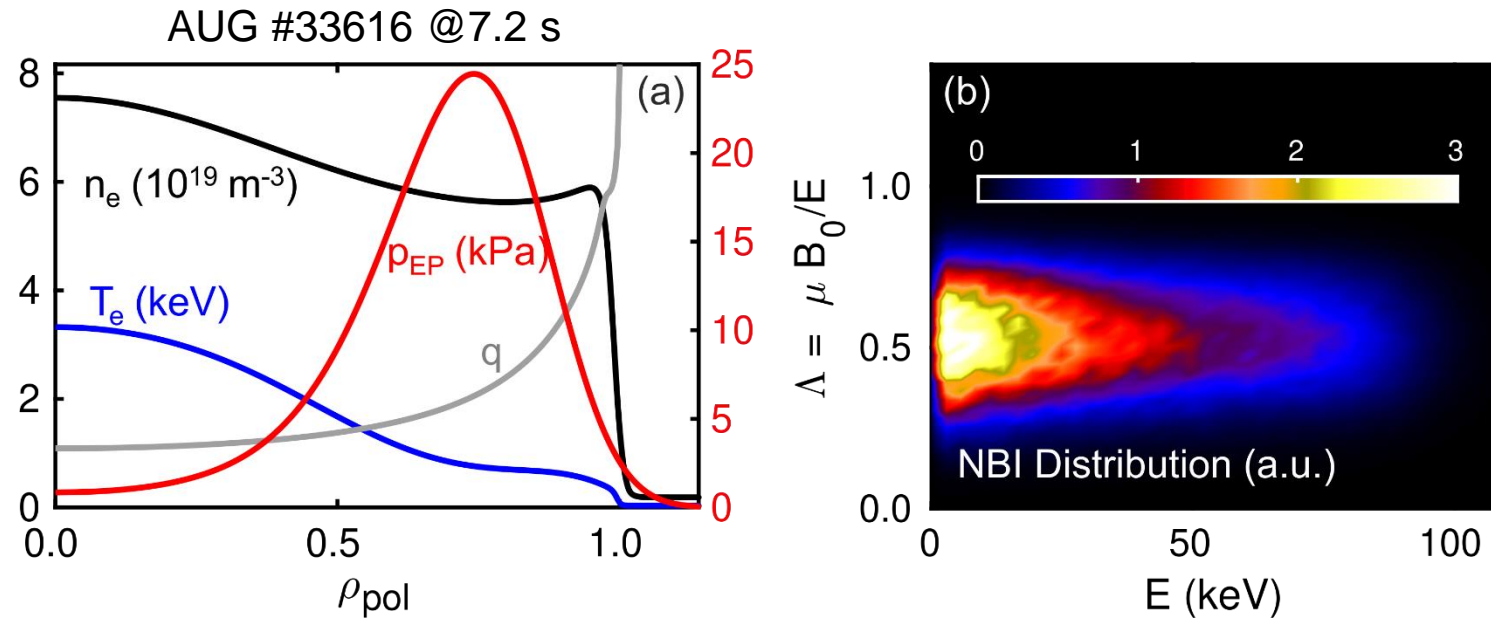 AUG #33616 @7.2 s
(a)
8
6
4
2
0
25
20
15
10
5
0
nₑ (10¹⁹ m⁻³)
p_EP (kPa)
Tₑ (keV)
q
0.0 0.5 1.0
ρ_pol
(b)
0 1 2 3
1.0
0.5
0.0
Λ = μ B₀/E
NBI Distribution (a.u.)
0 50 100
E (keV)